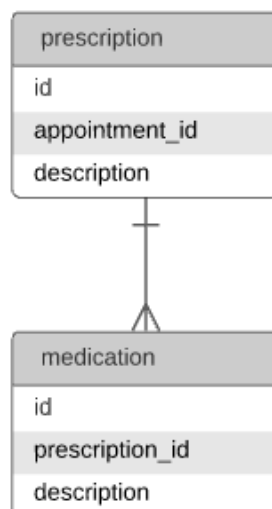 prescription
id
appointment_id
description
medication
id
prescription_id
description